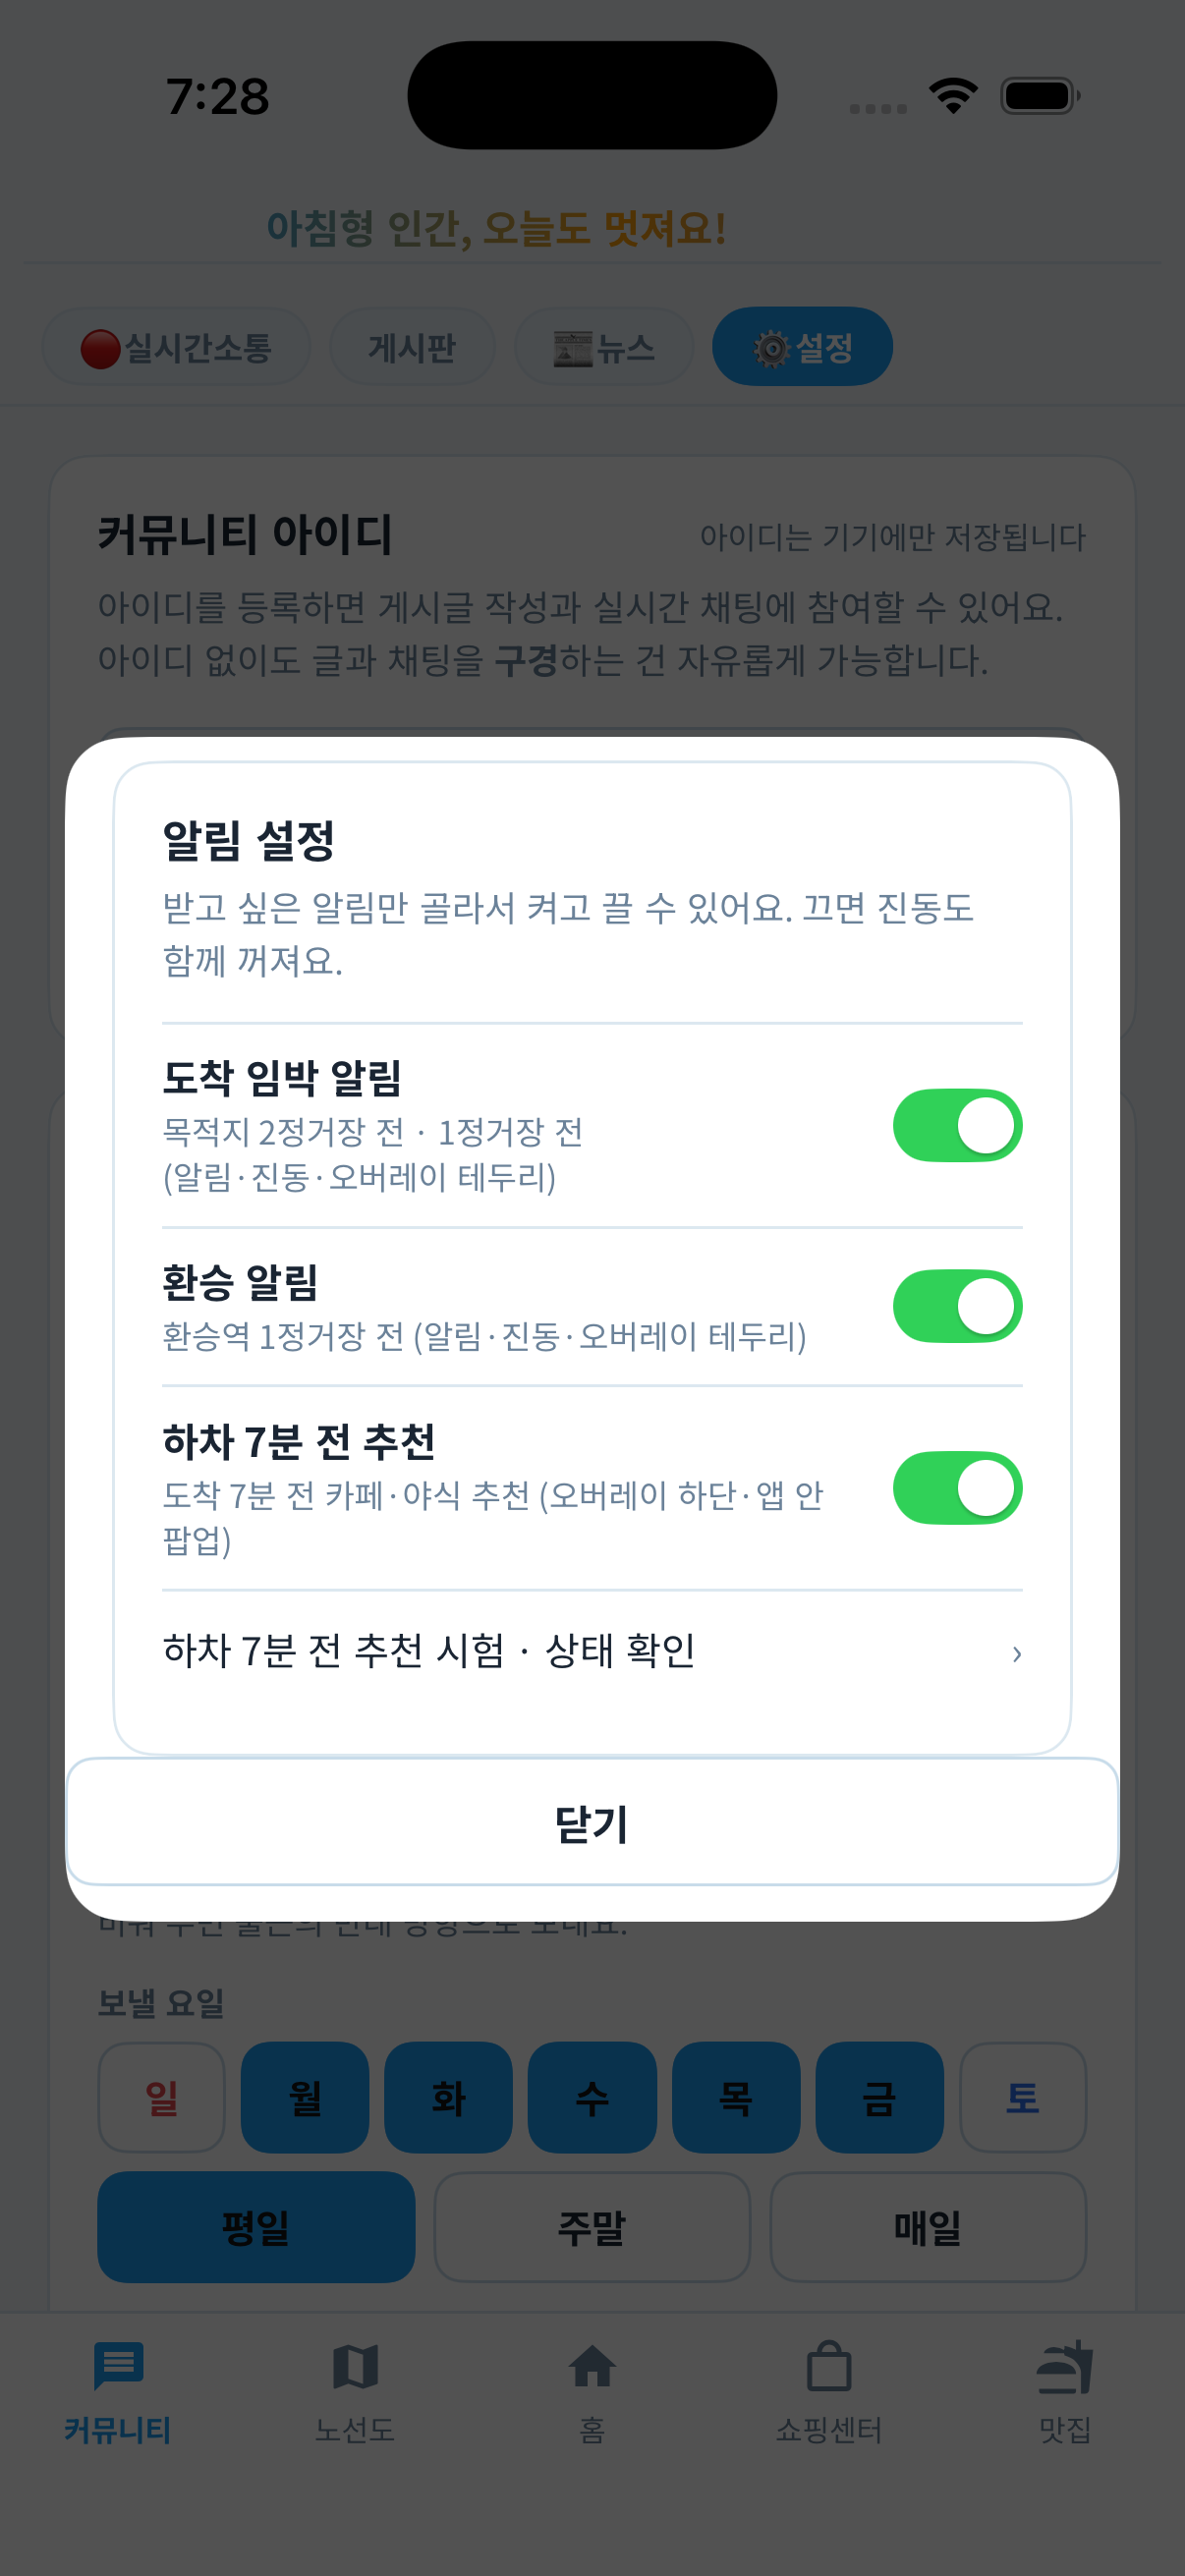 7:28
아침형 인간, 오늘도 멋져요!
실시간소통
게시판
뉴스
설정
커뮤니티 아이디
아이디는 기기에만 저장됩니다
아이디를 등록하면 게시글 작성과 실시간 채팅에 참여할 수 있어요.
아이디 없이도 글과 채팅을 구경하는 건 자유롭게 가능합니다.
알림 설정
받고 싶은 알림만 골라서 켜고 끌 수 있어요. 끄면 진동도
함께 꺼져요.
도착 임박 알림
목적지 2정거장 전 · 1정거장 전
(알림·진동·오버레이 테두리)
환승 알림
환승역 1정거장 전 (알림·진동·오버레이 테두리)
하차 7분 전 추천
도착 7분 전 카페·야식 추천 (오버레이 하단·앱 안
팝업)
하차 7분 전 추천 시험 · 상태 확인 ›
닫기
보낼 요일
일 월 화 수 목 금 토
평일 주말 매일
커뮤니티 노선도 홈 쇼핑센터 맛집